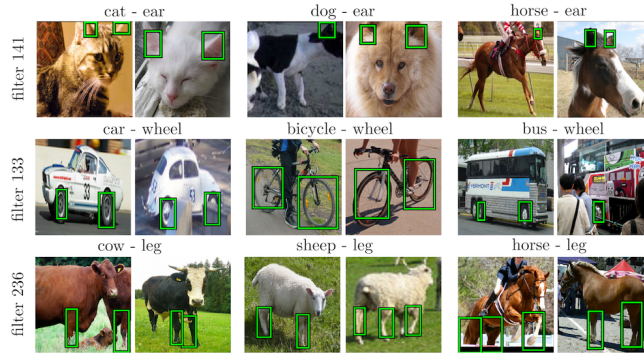 cat - ear
dog - ear
horse - ear
filter 141
car - wheel
bicycle - wheel
bus - wheel
filter 133
33
VERMONT
cow - leg
sheep - leg
horse - leg
filter 236